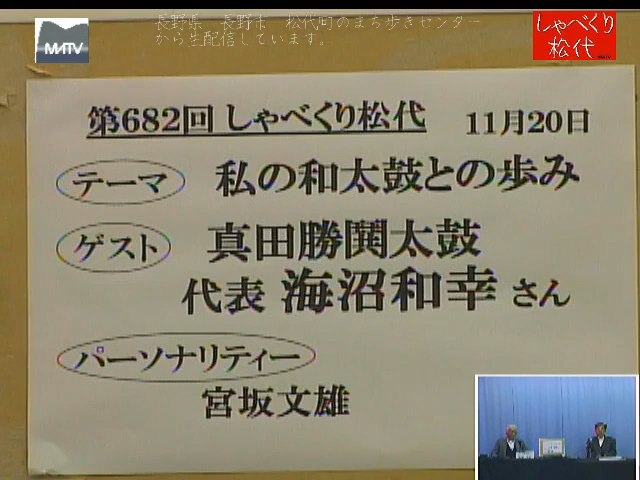 長野県 長野市 松代町のまち歩きセンター
から生配信しています。
MATV
しゃべくり
松代
第682回 しゃべくり松代 11月20日
テーマ 私の和太鼓との歩み
ゲスト 真田勝鬨太鼓
代表 海沼和幸 さん
パーソナリティー
宮坂文雄